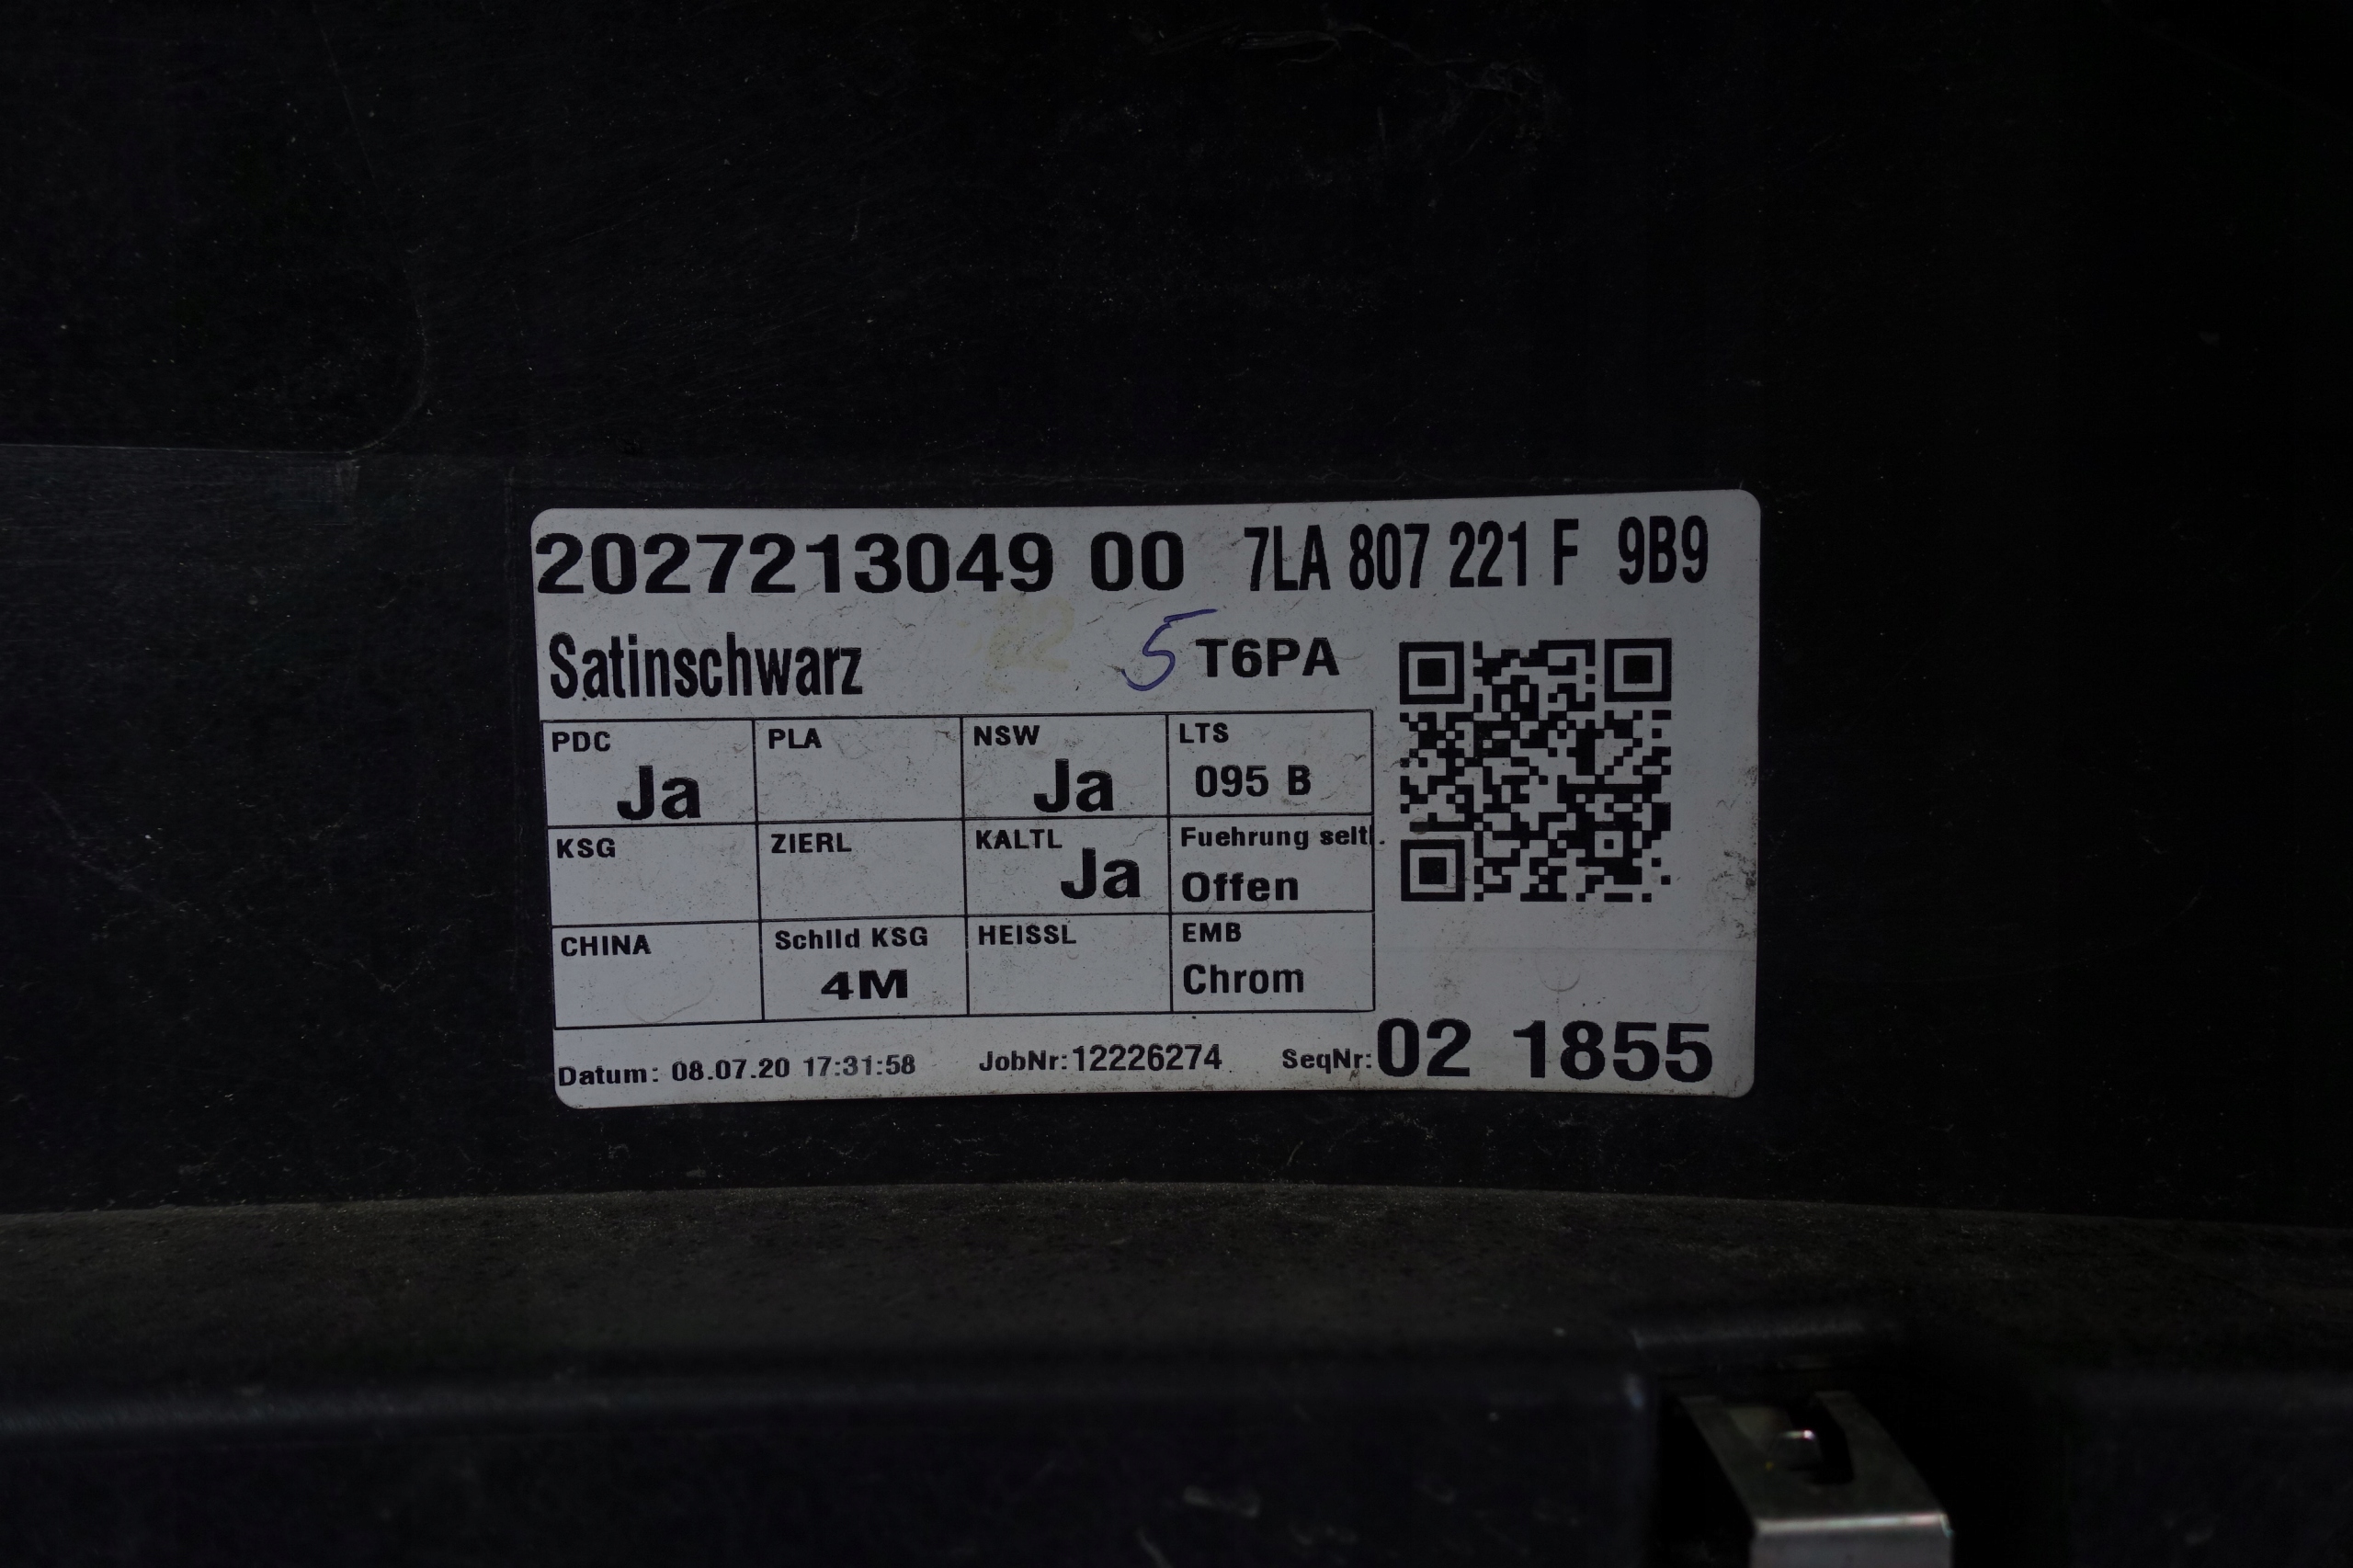 2027213049 00 7LA 807 221 F 9B9
Satinschwarz 5 T6PA
PDC PLA NSW LTS
Ja Ja 095 B
KSG ZIERL KALTL Fuehrung seitl.
Ja Offen
CHINA Schild KSG HEISSL EMB
4M Chrom
Datum: 08.07.20 17:31:58 JobNr:12226274 SeqNr:02 1855